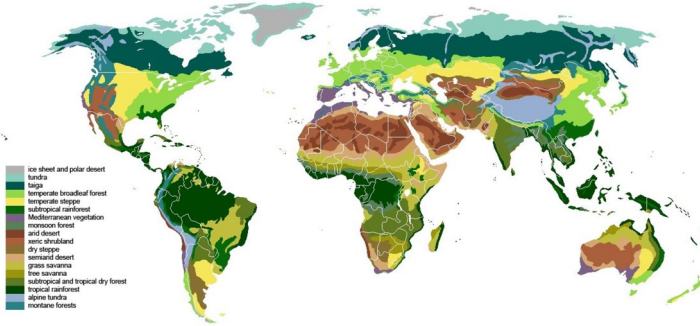 ice sheet and polar desert
tundra
taiga
temperate broadleaf forest
temperate steppe
subtropical rainforest
Mediterranean vegetation
monsoon forest
arid desert
xeric shrubland
dry steppe
semiarid desert
grass savanna
tree savanna
subtropical and tropical dry forest
tropical rainforest
alpine tundra
montane forests